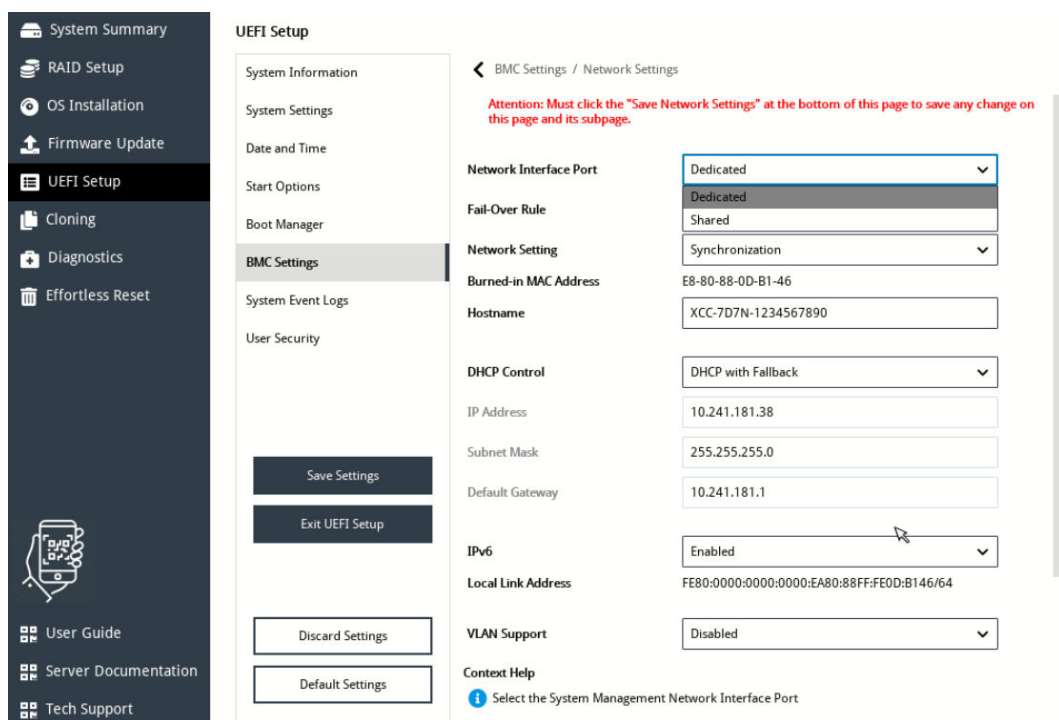 System Summary
RAID Setup
OS Installation
Firmware Update
UEFI Setup
Cloning
Diagnostics
Effortless Reset
User Guide
Server Documentation
Tech Support
UEFI Setup
System Information
System Settings
Date and Time
Start Options
Boot Manager
BMC Settings
System Event Logs
User Security
Save Settings
Exit UEFI Setup
Discard Settings
Default Settings
BMC Settings / Network Settings
Attention: Must click the "Save Network Settings" at the bottom of this page to save any change on
this page and its subpage.
Network Interface Port Dedicated
Dedicated
Fail-Over Rule
Shared
Network Setting Synchronization
Burned-in MAC Address E8-80-88-0D-B1-46
Hostname XCC-7D7N-1234567890
DHCP Control DHCP with Fallback
IP Address 10.241.181.38
Subnet Mask 255.255.255.0
Default Gateway 10.241.181.1
IPv6 Enabled
Local Link Address FE80:0000:0000:0000:EA80:88FF:FE0D:B146/64
VLAN Support Disabled
Context Help
Select the System Management Network Interface Port